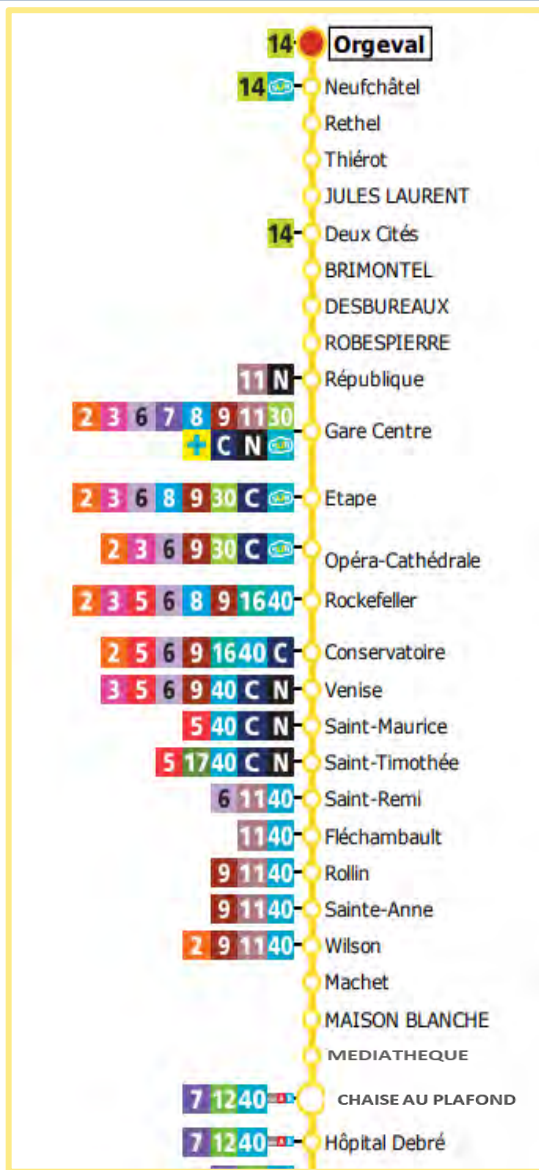 14 Orgeval
14 Neufchâtel
Rethel
Thiérot
JULES LAURENT
14 Deux Cités
BRIMONTEL
DESBUREAUX
ROBESPIERRE
11 N République
2 3 6 7 8 9 11 30
+ C N
Gare Centre
2 3 6 8 9 30 C Etape
2 3 6 9 30 C Opéra-Cathédrale
2 3 5 6 8 9 16 40 Rockefeller
2 5 6 9 16 40 C Conservatoire
3 5 6 9 40 C N Venise
5 40 C N Saint-Maurice
5 17 40 C N Saint-Timothée
6 11 40 Saint-Remi
11 40 Fléchambault
9 11 40 Rollin
9 11 40 Sainte-Anne
2 9 11 40 Wilson
Machet
MAISON BLANCHE
MEDIATHEQUE
7 12 40 CHAISE AU PLAFOND
7 12 40 Hôpital Debré